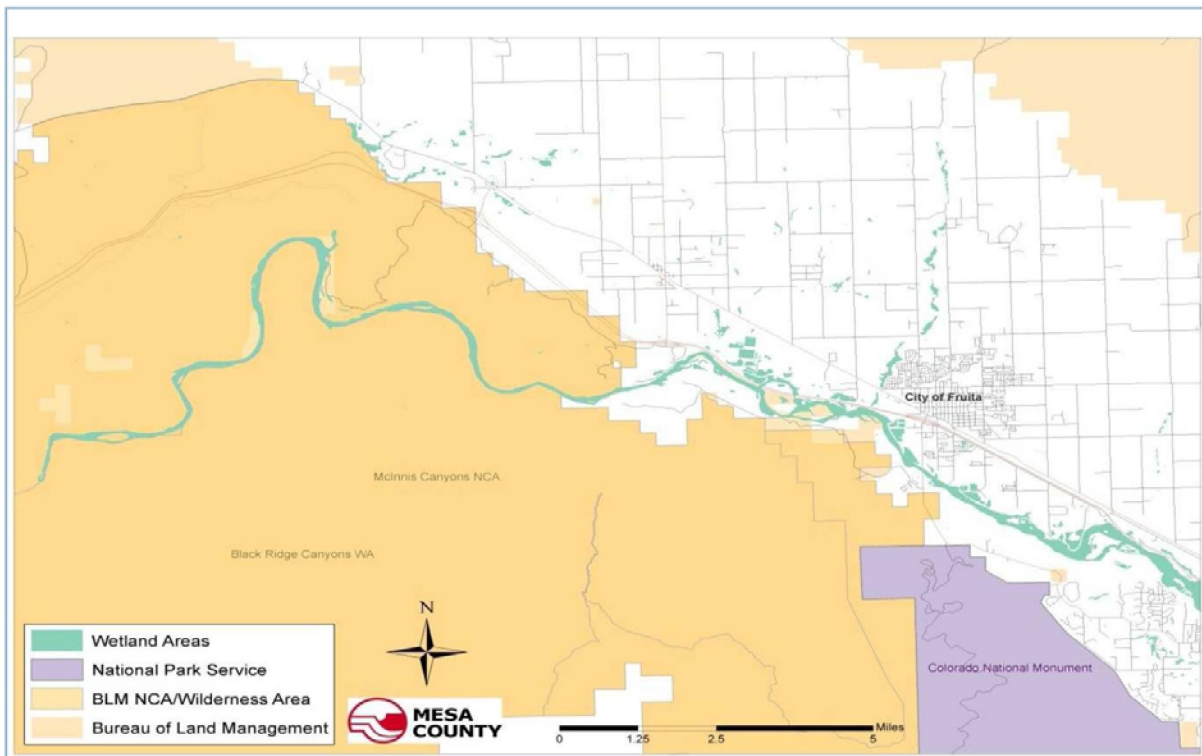 City of Fruita
McInnis Canyons NCA
Black Ridge Canyons WA
N
Wetland Areas
National Park Service
BLM NCA/Wilderness Area
Bureau of Land Management
MESA
COUNTY
Colorado National Monument
Miles
0 1.25 2.5 5